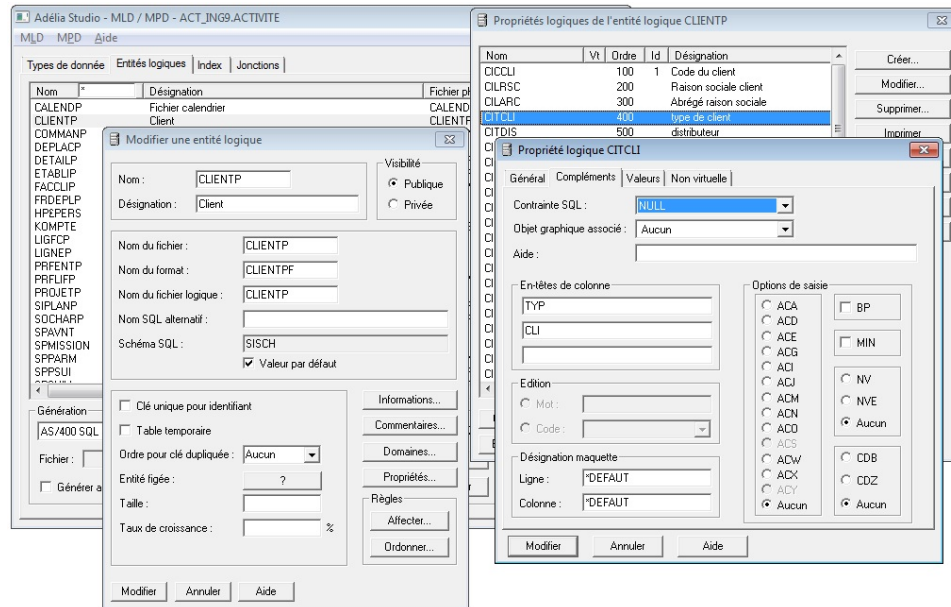 Adélia Studio - MLD / MPD - ACT_ING9.ACTIVITE
MLD MPD Aide
Types de donnée Entités logiques Index Jonctions
Nom * Désignation Fichier ph
CALENDP Fichier calendrier CALEND
CLIENTP Client CLIENTF
COMMANP
DEPLACP
DETAILP
ETABLIP
FACCLIP
FRDEPLP
HP£PERS
KOMPTE
LIGFCP
LIGNEP
PRFENTP
PRFLIFP
PROJETP
SIPLANP
SOCHARP
SPAVNT
SPMISSION
SPPARM
SPPSUI
Génération
AS/400 SQL
Fichier :
Générer a
Modifier une entité logique
Nom : CLIENTP
Désignation : Client
Visibilité
Publique
Privée
Nom du fichier : CLIENTP
Nom du format : CLIENTPF
Nom du fichier logique : CLIENTP
Nom SQL alternatif :
Schéma SQL : SISCH
Valeur par défaut
Clé unique pour identifiant
Table temporaire
Ordre pour clé dupliquée : Aucun
Entité figée : ?
Taille :
Taux de croissance : %
Informations...
Commentaires...
Domaines...
Propriétés...
Règles
Affecter...
Ordonner...
Modifier Annuler Aide
Propriétés logiques de l'entité logique CLIENTP
Nom Vt Ordre Id Désignation
CICCLI 100 1 Code du client
CILRSC 200 Raison sociale client
CILARC 300 Abrégé raison sociale
CITCLI 400 type de client
CITDIS 500 distributeur
Créer...
Modifier...
Supprimer...
Imprimer
Propriété logique CITCLI
Général Compléments Valeurs Non virtuelle
Contrainte SQL : NULL
Objet graphique associé : Aucun
Aide :
En-têtes de colonne
TYP
CLI
Edition
Mot :
Code :
Désignation maquette
Ligne : *DEFAUT
Colonne : *DEFAUT
Options de saisie
ACA
ACD
ACE
ACG
ACI
ACJ
ACM
ACN
ACO
ACS
ACW
ACX
ACY
Aucun
BP
MIN
NV
NVE
Aucun
CDB
CDZ
Aucun
Modifier Annuler Aide